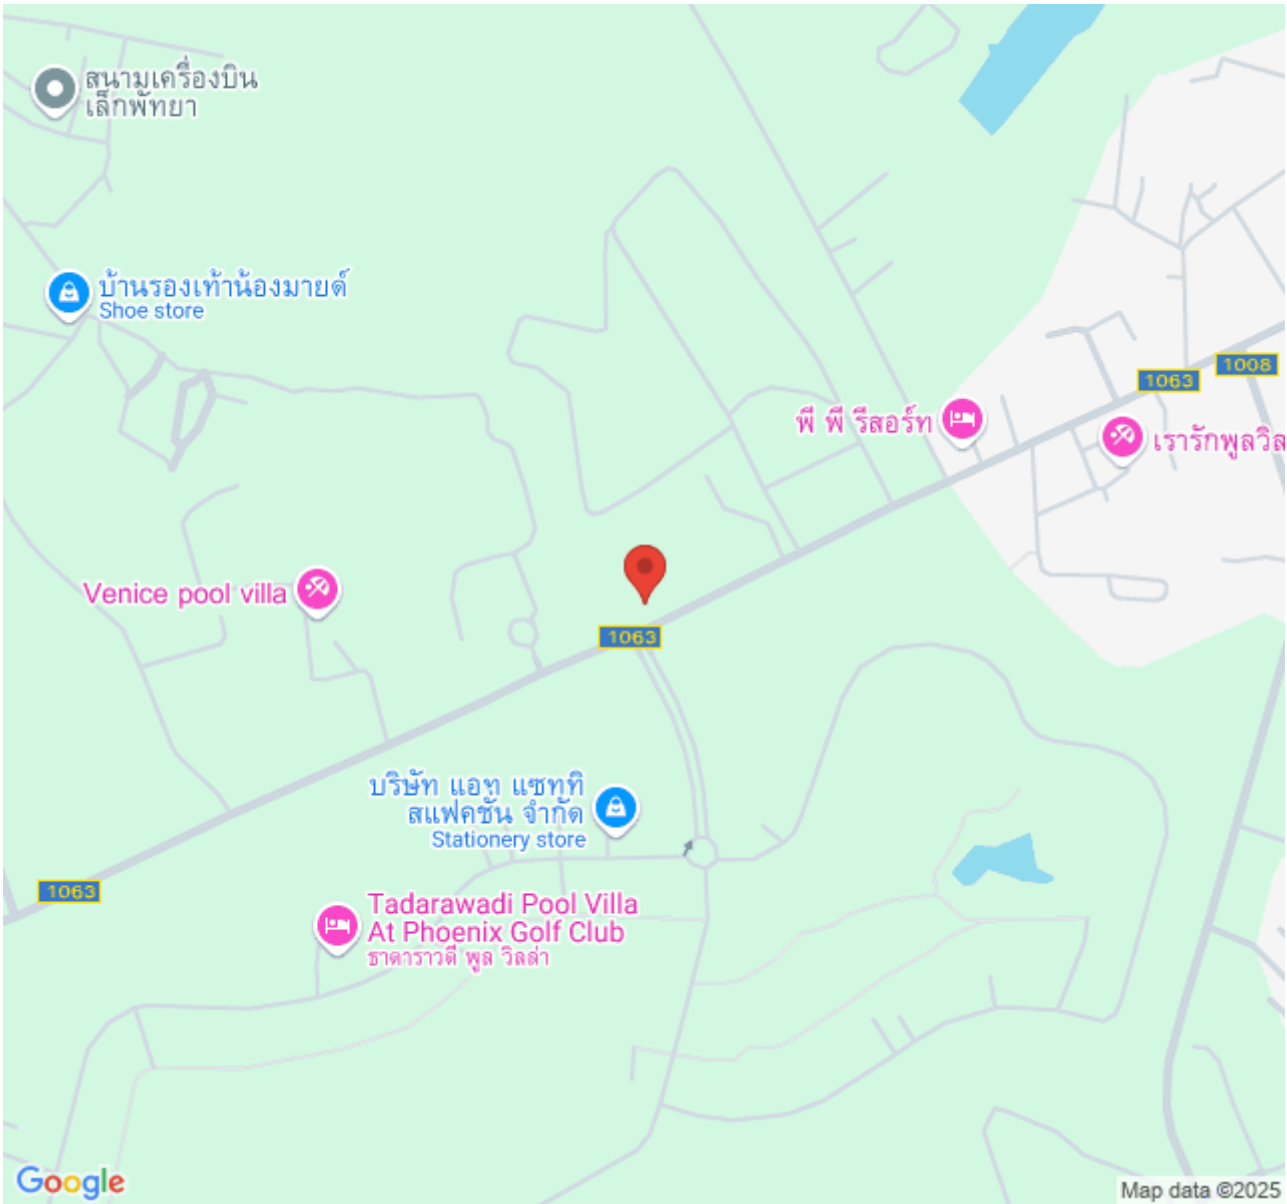 สนามเครื่องบิน
เล็กพัทยา
บ้านรองเท้าน้องมายด์
Shoe store
1008
1063
พี พี รีสอร์ท
เรารักพูลวิล
Venice pool villa
1063
บริษัท แอท แซททิ
สแฟคชั่น จำกัด
Stationery store
1063
Tadarawadi Pool Villa
At Phoenix Golf Club
ธาดาราวดี พูล วิลล่า
Google
Map data ©2025